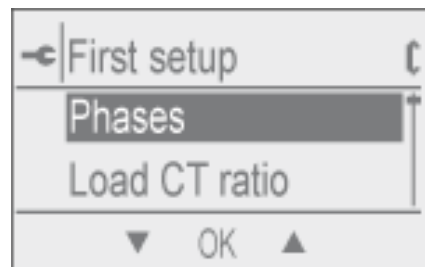 First setup
Phases
Load CT ratio
▼ OK ▲